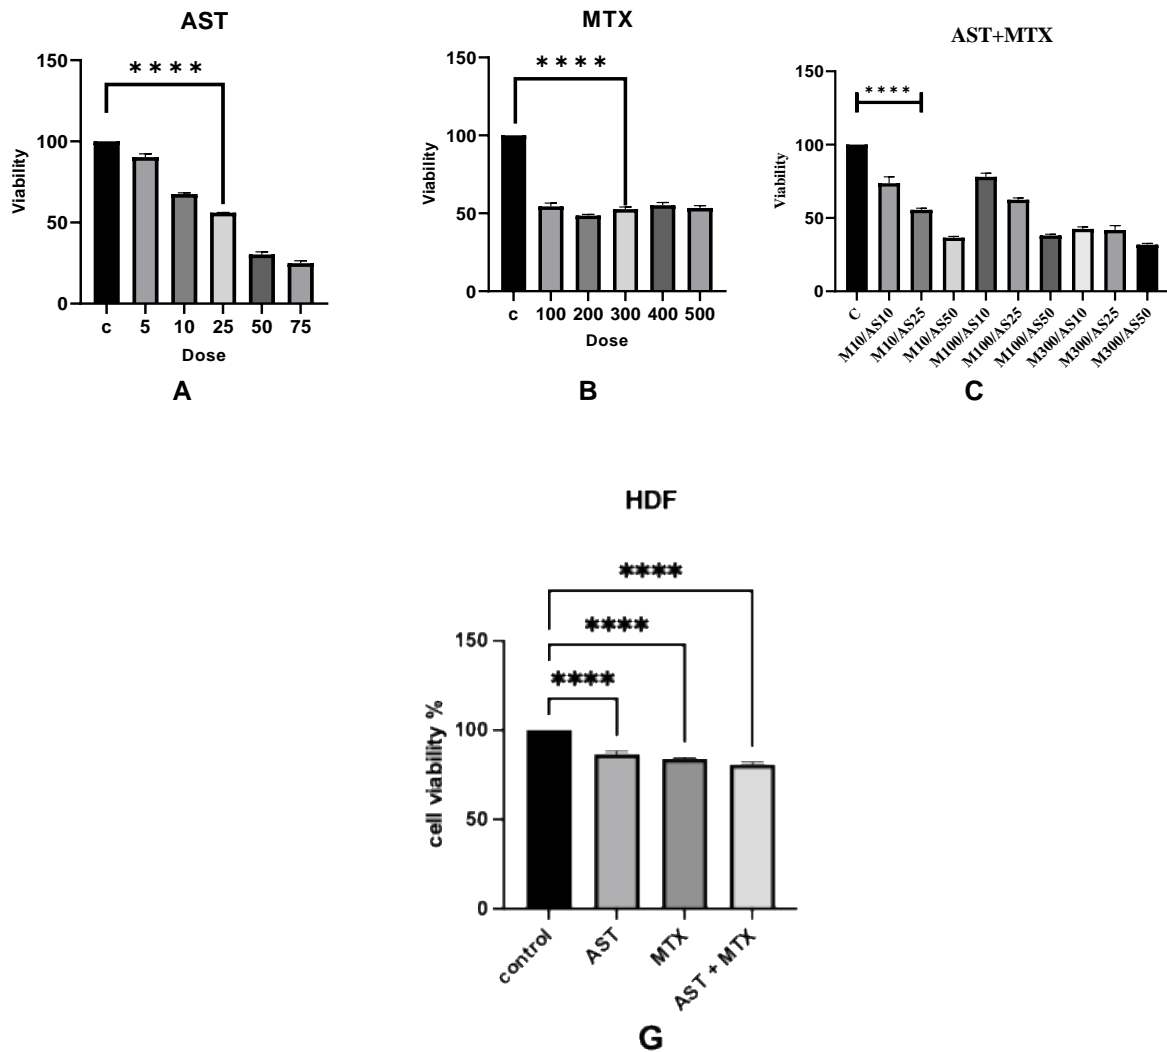 AST
150
100
50
0
Viability
****
c 5 10 25 50 75
Dose
A
MTX
150
100
50
0
Viability
****
c 100 200 300 400 500
Dose
B
AST+MTX
150
100
50
0
Viability
****
C
M10/AS10
M10/AS25
M10/AS50
M100/AS10
M100/AS25
M100/AS50
M300/AS10
M300/AS25
M300/AS50
C
HDF
****
****
****
150
100
50
0
cell viability %
control
AST
MTX
AST + MTX
G